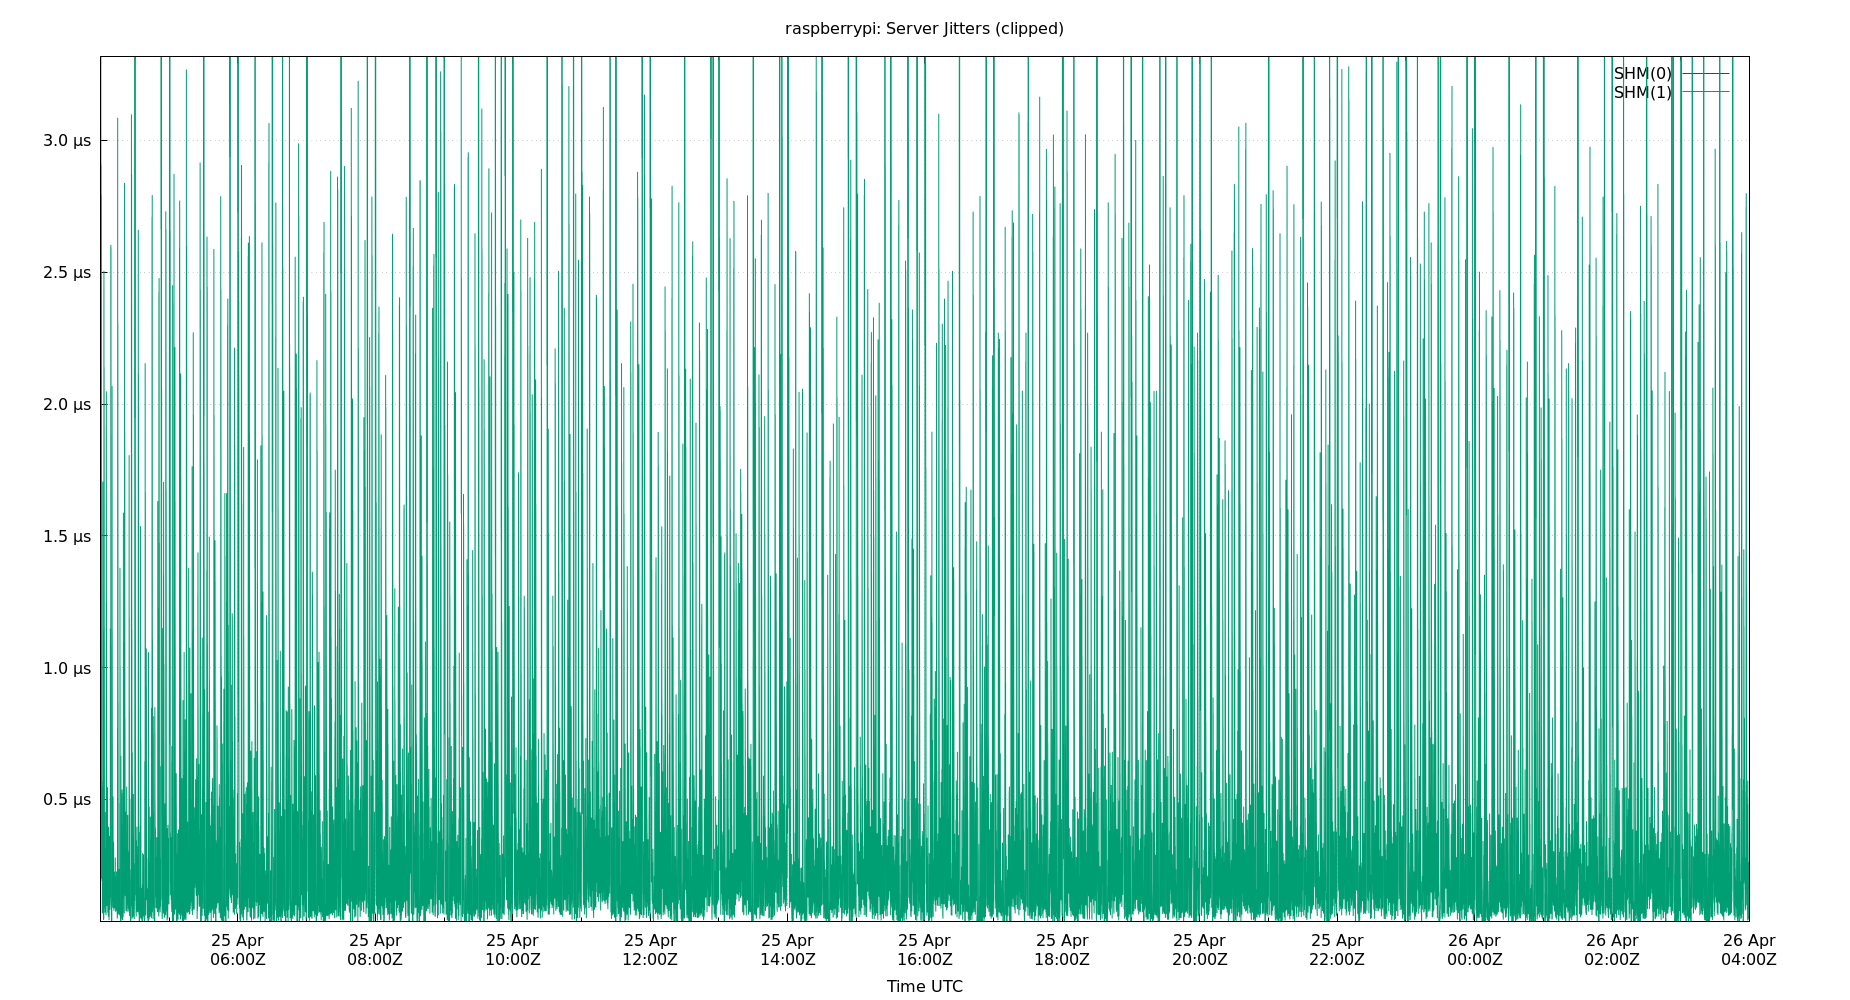 raspberrypi: Server Jitters (clipped)
SHM(0)
SHM(1)
3.0 µs
2.5 µs
2.0 µs
1.5 µs
1.0 µs
0.5 µs
25 Apr 25 Apr 25 Apr 25 Apr 25 Apr 25 Apr 25 Apr 25 Apr 25 Apr 26 Apr 26 Apr 26 Apr
06:00Z 08:00Z 10:00Z 12:00Z 14:00Z 16:00Z 18:00Z 20:00Z 22:00Z 00:00Z 02:00Z 04:00Z
Time UTC